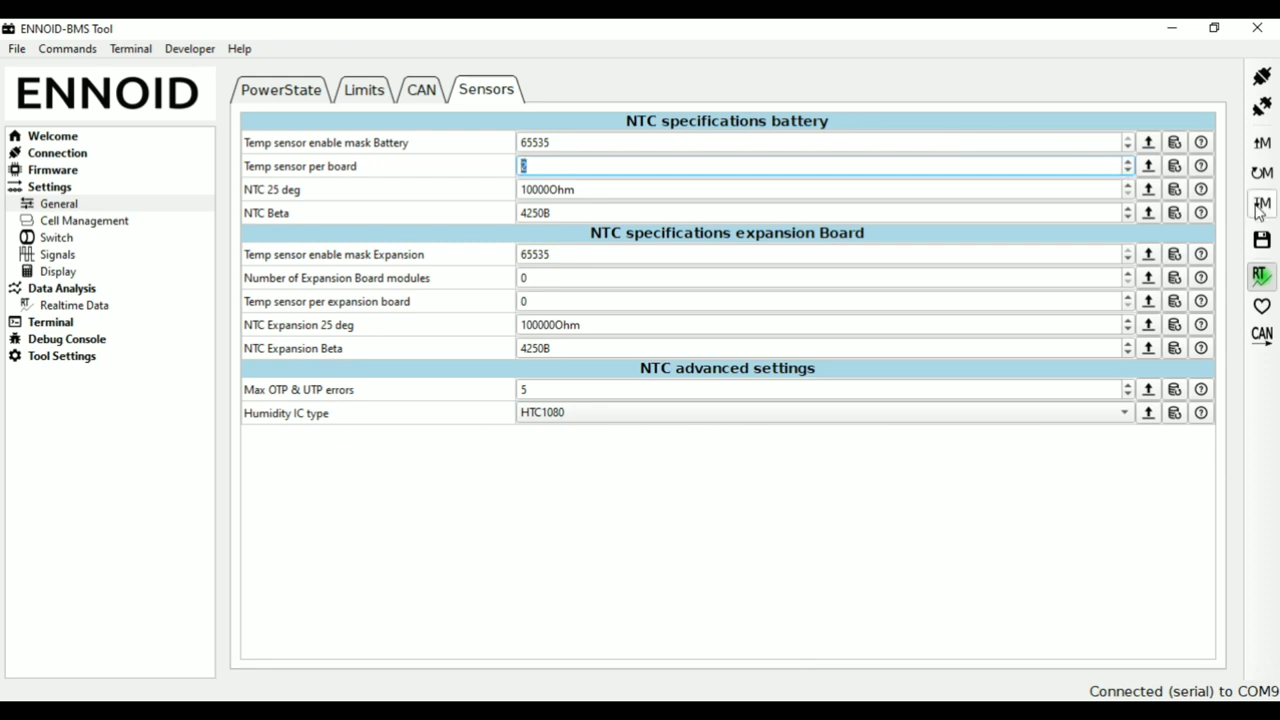 ENNOID-BMS Tool
File Commands Terminal Developer Help
ENNOID
Welcome
Connection
Firmware
Settings
General
Cell Management
Switch
Signals
Display
Data Analysis
RT Realtime Data
Terminal
Debug Console
Tool Settings
PowerState Limits CAN Sensors
NTC specifications battery
Temp sensor enable mask Battery 65535
Temp sensor per board 2
NTC 25 deg 10000Ohm
NTC Beta 4250B
NTC specifications expansion Board
Temp sensor enable mask Expansion 65535
Number of Expansion Board modules 0
Temp sensor per expansion board 0
NTC Expansion 25 deg 100000Ohm
NTC Expansion Beta 4250B
NTC advanced settings
Max OTP & UTP errors 5
Humidity IC type HTC1080
M
M
M
RT
CAN
Connected (serial) to COM9